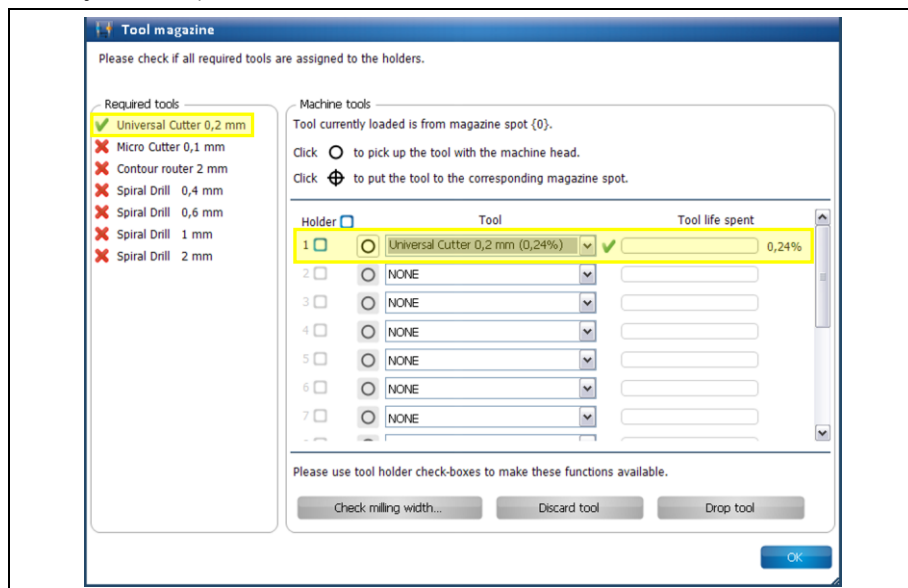 Tool magazine
Please check if all required tools are assigned to the holders.
Required tools
Universal Cutter 0,2 mm
Micro Cutter 0,1 mm
Contour router 2 mm
Spiral Drill 0,4 mm
Spiral Drill 0,6 mm
Spiral Drill 1 mm
Spiral Drill 2 mm
Machine tools
Tool currently loaded is from magazine spot {0}.
Click to pick up the tool with the machine head.
Click to put the tool to the corresponding magazine spot.
Holder Tool Tool life spent
1 Universal Cutter 0,2 mm (0,24%) 0,24%
2 NONE
3 NONE
4 NONE
5 NONE
6 NONE
7 NONE
Please use tool holder check-boxes to make these functions available.
Check milling width... Discard tool Drop tool
OK